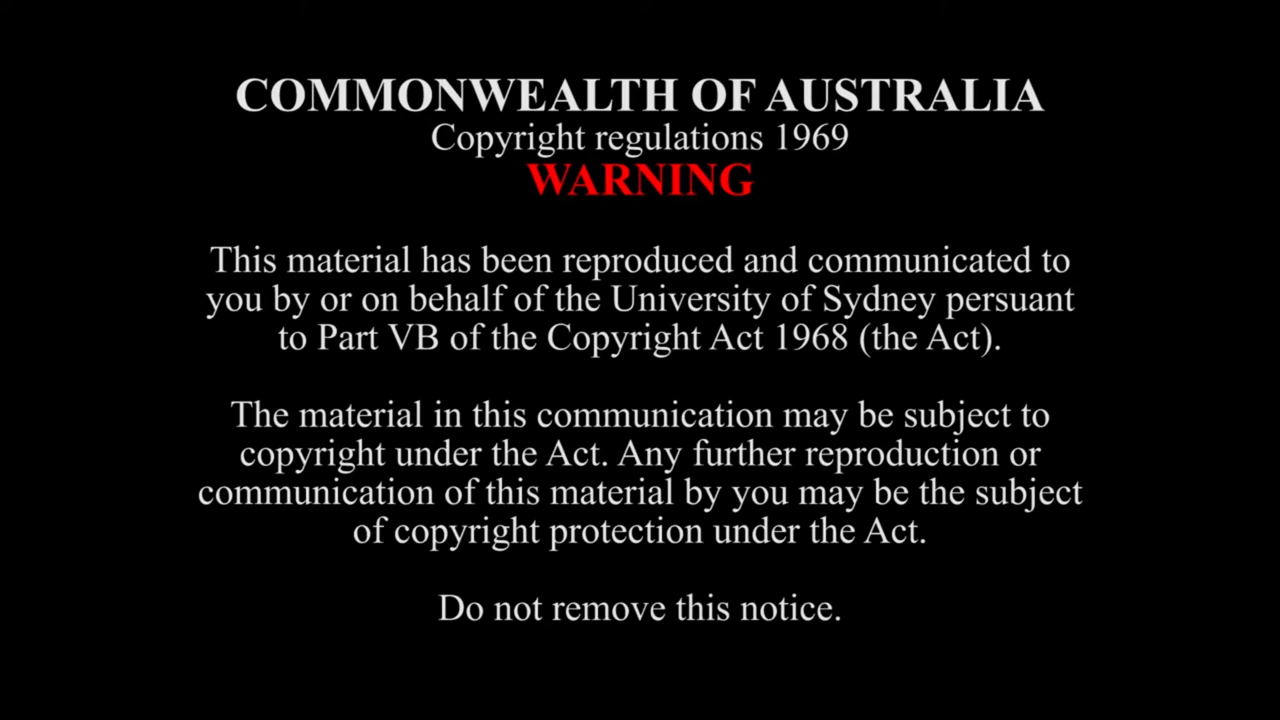 COMMONWEALTH OF AUSTRALIA
Copyright regulations 1969
WARNING
This material has been reproduced and communicated to
you by or on behalf of the University of Sydney persuant
to Part VB of the Copyright Act 1968 (the Act).
The material in this communication may be subject to
copyright under the Act. Any further reproduction or
communication of this material by you may be the subject
of copyright protection under the Act.
Do not remove this notice.